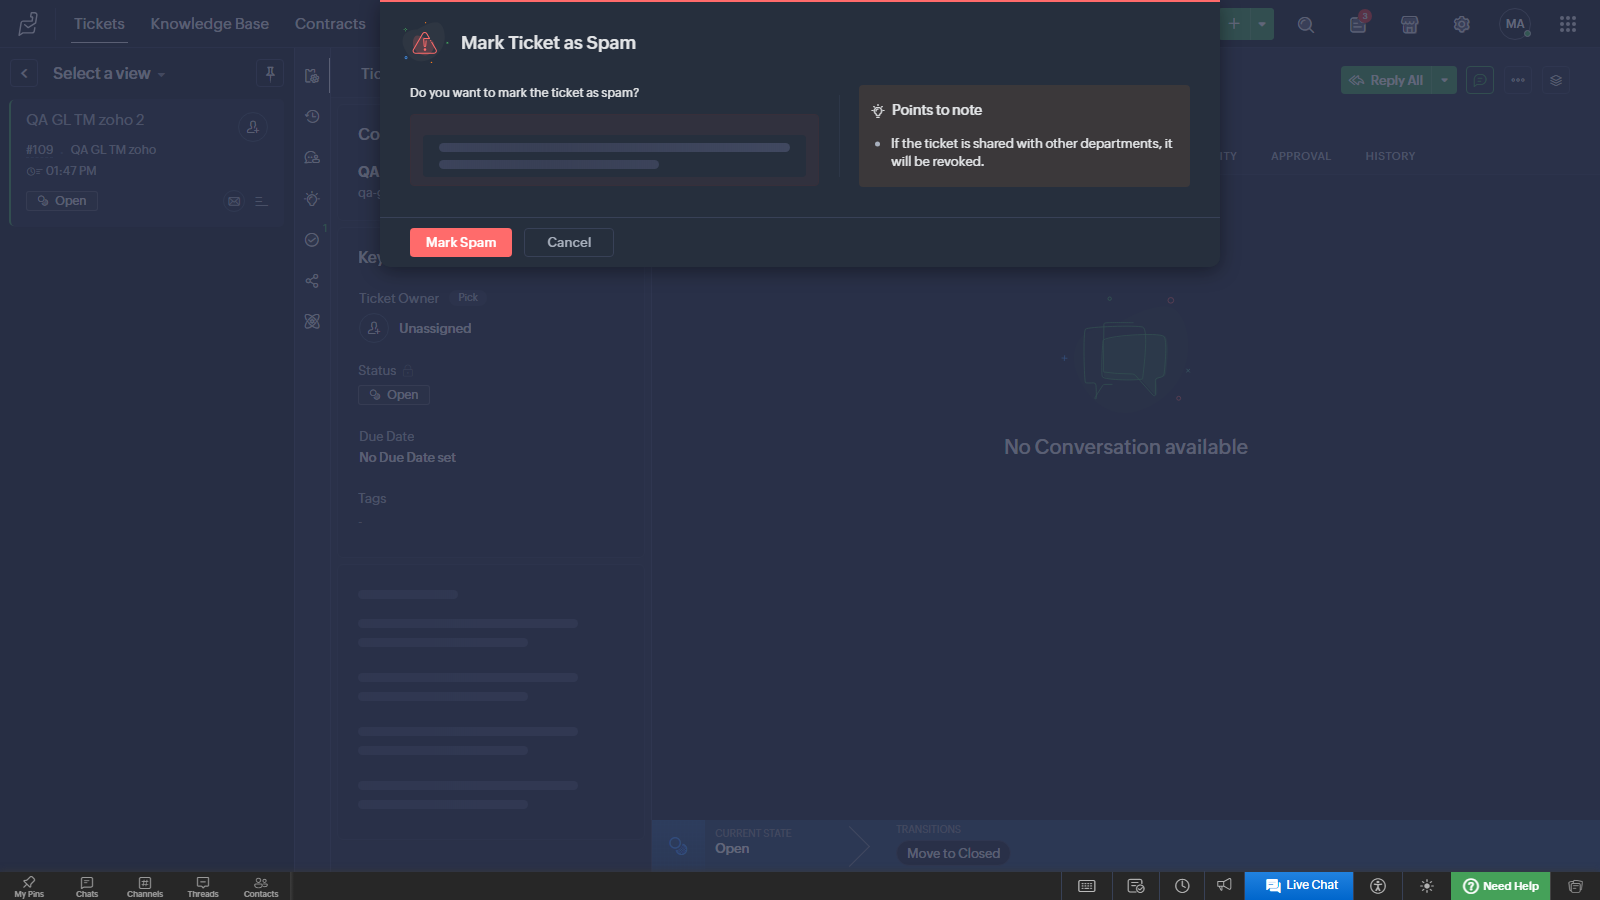 Tickets
Knowledge Base
Contracts
3
MA
Select a view
QA GL TM zoho 2
#109
QA GL TM zoho
01:47 PM
Open
1
Mark Ticket as Spam
Do you want to mark the ticket as spam?
Points to note
If the ticket is shared with other departments, it
will be revoked.
Mark Spam
Cancel
Reply All
APPROVAL
HISTORY
Ticket Owner
Pick
Unassigned
Status
Open
Due Date
No Due Date set
Tags
-
No Conversation available
CURRENT STATE
Open
TRANSITIONS
Move to Closed
My Pins
Chats
Channels
Threads
Contacts
Live Chat
Need Help